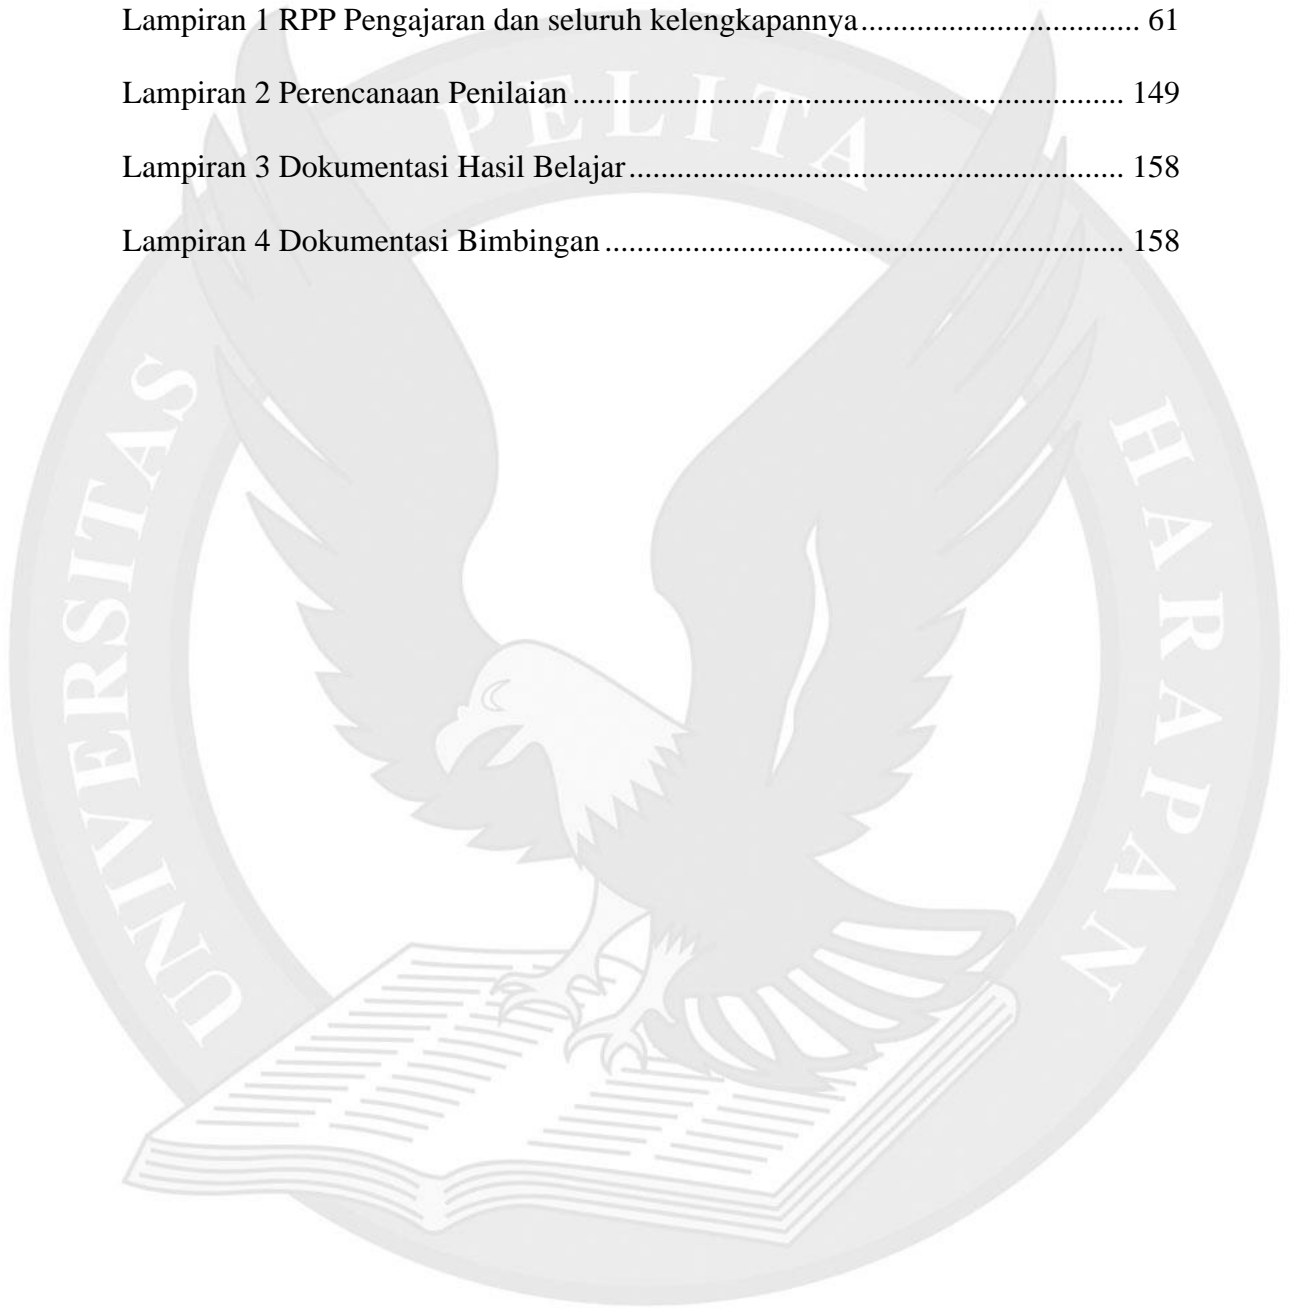 Lampiran 1 RPP Pengajaran dan seluruh kelengkapannya.................................. 61
Lampiran 2 Perencanaan Penilaian ............................................................ 149
Lampiran 3 Dokumentasi Hasil Belajar...................................................... 158
Lampiran 4 Dokumentasi Bimbingan ......................................................... 158
UNIVERSITAS PELITA HARAPAN